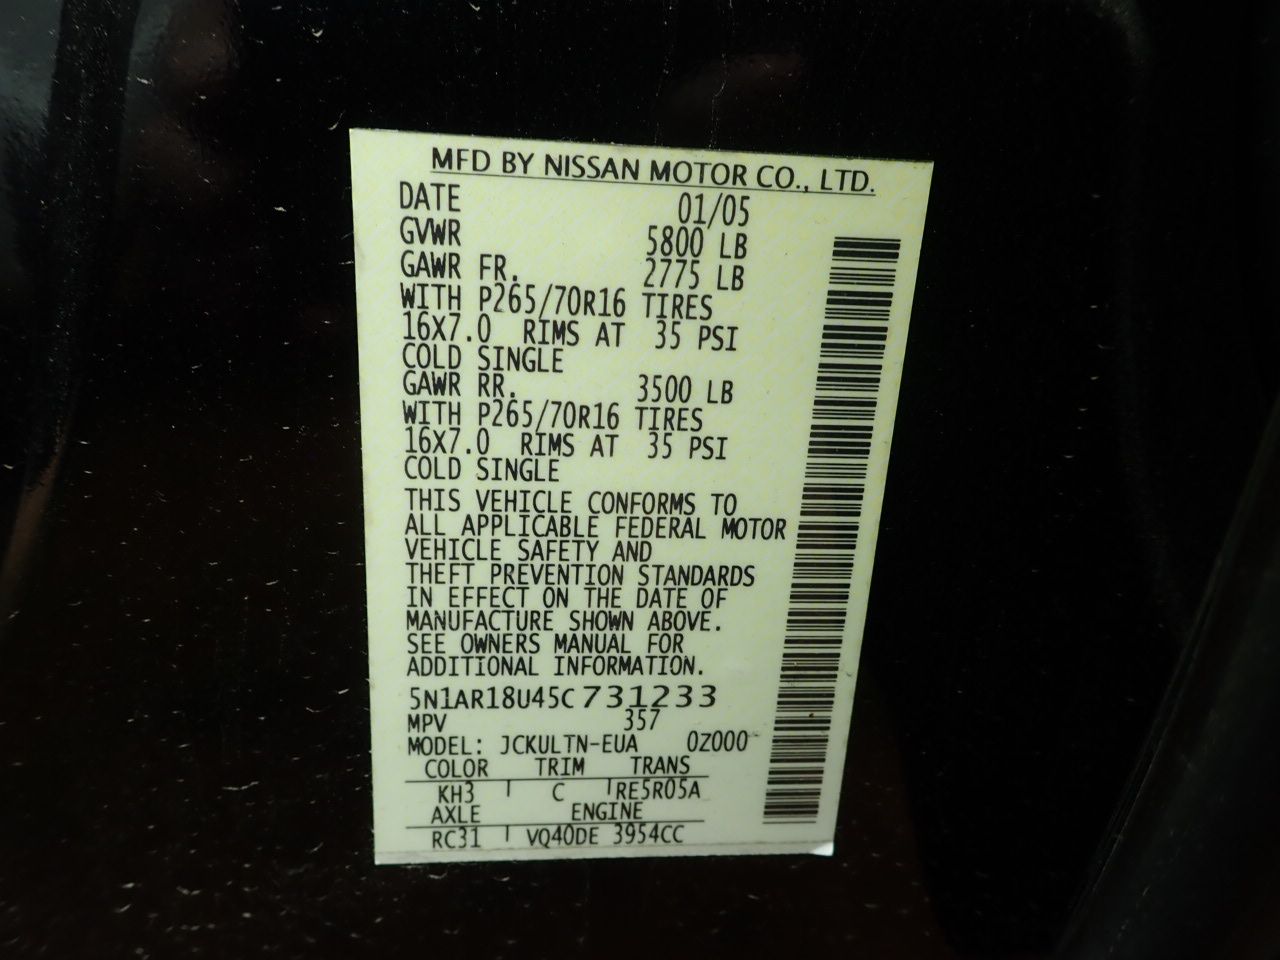 MFD BY NISSAN MOTOR CO., LTD.
DATE 01/05
GVWR 5800 LB
GAWR FR. 2775 LB
WITH P265/70R16 TIRES
16X7.0 RIMS AT 35 PSI
COLD SINGLE
GAWR RR. 3500 LB
WITH P265/70R16 TIRES
16X7.0 RIMS AT 35 PSI
COLD SINGLE
THIS VEHICLE CONFORMS TO
ALL APPLICABLE FEDERAL MOTOR
VEHICLE SAFETY AND
THEFT PREVENTION STANDARDS
IN EFFECT ON THE DATE OF
MANUFACTURE SHOWN ABOVE.
SEE OWNERS MANUAL FOR
ADDITIONAL INFORMATION.
5N1AR18U45C731233
MPV 357
MODEL: JCKULTN-EUA 0Z000
COLOR TRIM TRANS
KH3 C RE5R05A
AXLE ENGINE
RC31 VQ40DE 3954CC